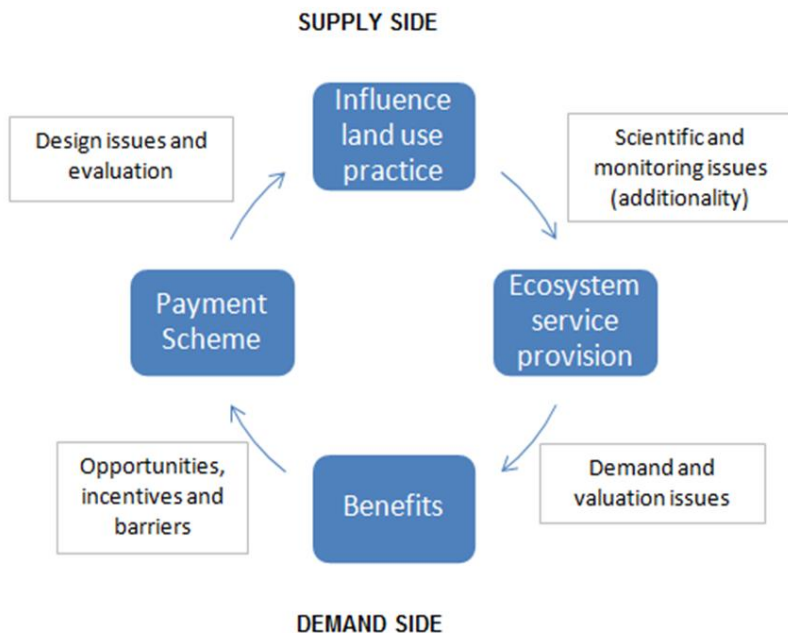 SUPPLY SIDE
Influence
land use
practice
Design issues and
evaluation
Scientific and
monitoring issues
(additionality)
Payment
Scheme
Ecosystem
service
provision
Opportunities,
incentives and
barriers
Benefits
Demand and
valuation issues
DEMAND SIDE